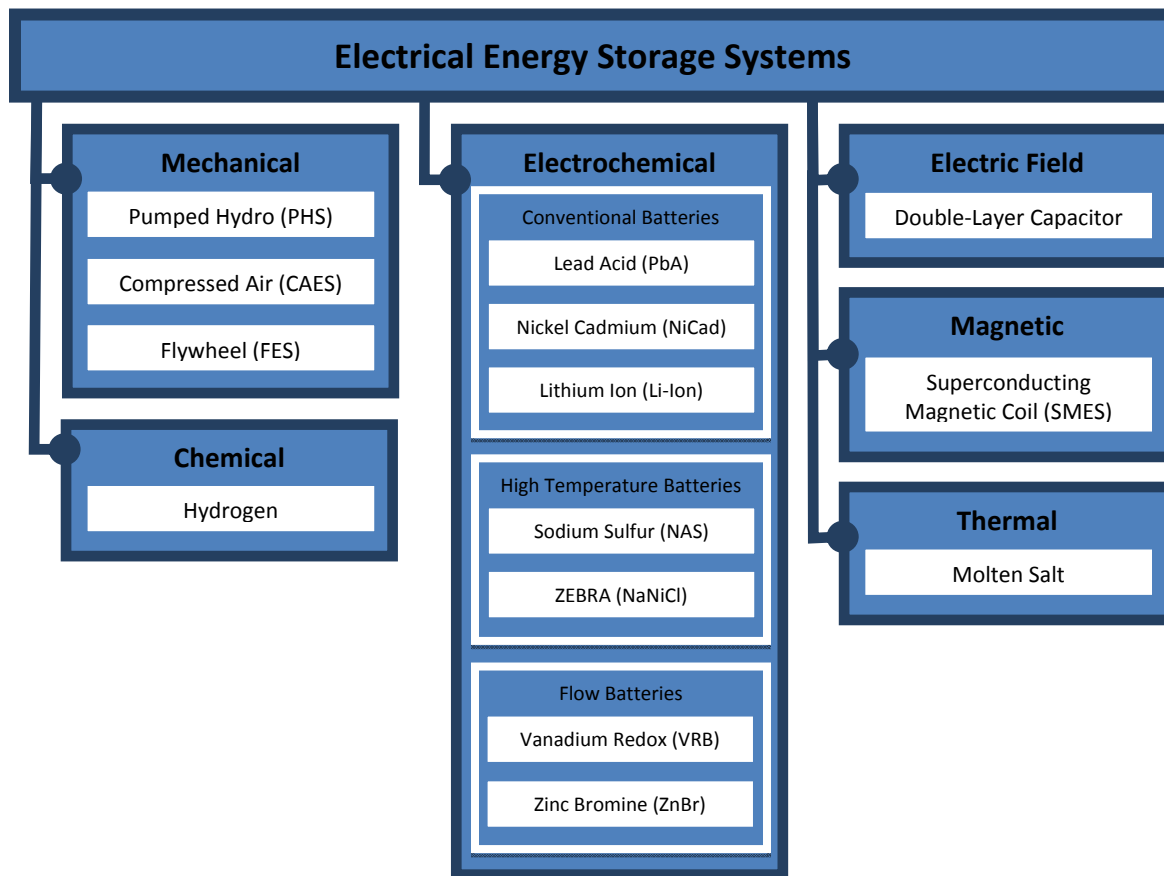 Electrical Energy Storage Systems
Mechanical
Pumped Hydro (PHS)
Compressed Air (CAES)
Flywheel (FES)
Chemical
Hydrogen
Electrochemical
Conventional Batteries
Lead Acid (PbA)
Nickel Cadmium (NiCad)
Lithium Ion (Li-Ion)
High Temperature Batteries
Sodium Sulfur (NAS)
ZEBRA (NaNiCl)
Flow Batteries
Vanadium Redox (VRB)
Zinc Bromine (ZnBr)
Electric Field
Double-Layer Capacitor
Magnetic
Superconducting
Magnetic Coil (SMES)
Thermal
Molten Salt